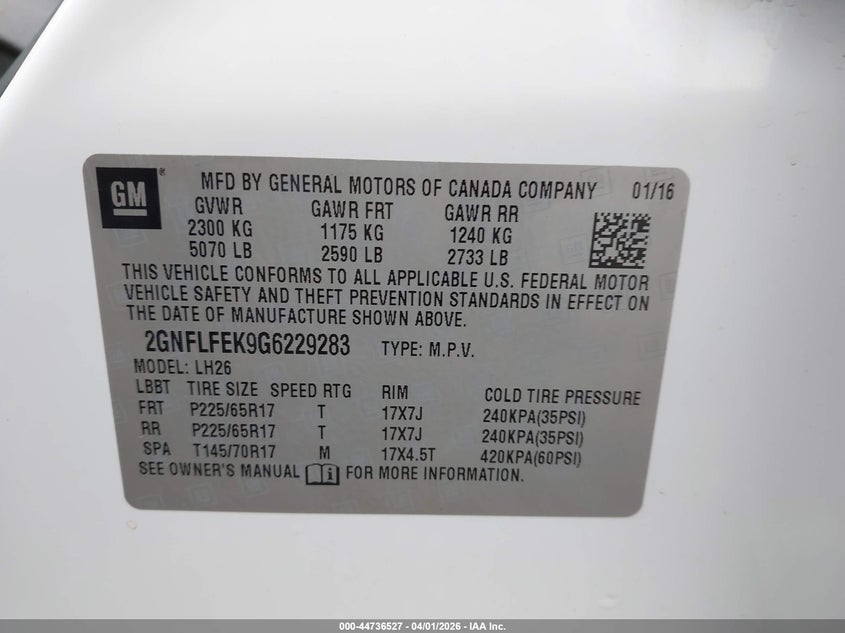 GM ® MFD BY GENERAL MOTORS OF CANADA COMPANY 01/16
GVWR GAWR FRT GAWR RR
2300 KG 1175 KG 1240 KG
5070 LB 2590 LB 2733 LB
THIS VEHICLE CONFORMS TO ALL APPLICABLE U.S. FEDERAL MOTOR
VEHICLE SAFETY AND THEFT PREVENTION STANDARDS IN EFFECT ON
THE DATE OF MANUFACTURE SHOWN ABOVE.
2GNFLFEK9G6229283 TYPE: M.P.V.
MODEL: LH26
LBBT TIRE SIZE SPEED RTG RIM COLD TIRE PRESSURE
FRT P225/65R17 T 17X7J 240KPA(35PSI)
RR P225/65R17 T 17X7J 240KPA(35PSI)
SPA T145/70R17 M 17X4.5T 420KPA(60PSI)
SEE OWNER'S MANUAL FOR MORE INFORMATION.
000-44736527 - 04/01/2026 - IAA Inc.